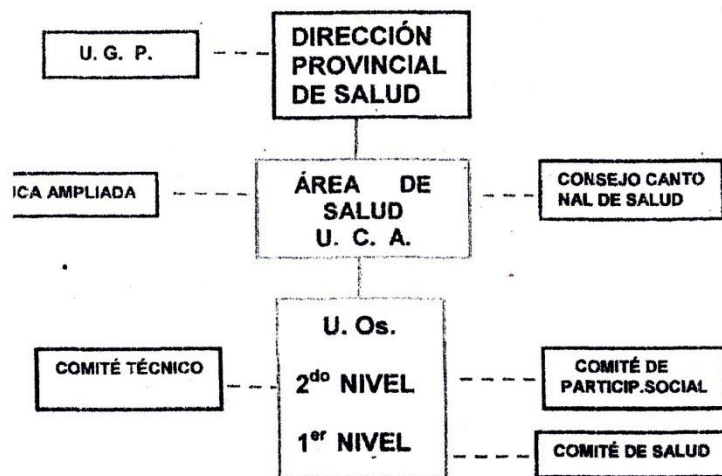 U. G. P.
DIRECCIÓN
PROVINCIAL
DE SALUD
UCA AMPLIADA
ÁREA DE
SALUD
U. C. A.
CONSEJO CANTO
NAL DE SALUD
COMITÉ TÉCNICO
U. Os.
2do NIVEL
1er NIVEL
COMITÉ DE
PARTICIP.SOCIAL
COMITÉ DE SALUD